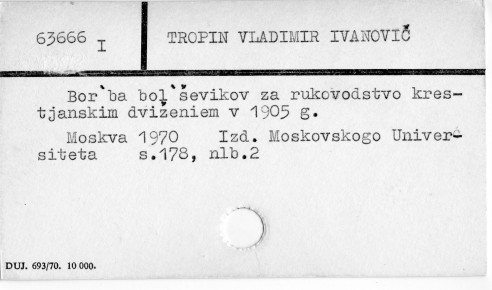 63666 I TROPIN VLADIMIR IVANOVIČ
Bor`ba bol`ševikov za rukovodstvo kres-
tjanskim dviženiem v 1905 g.
Moskva 1970 Izd. Moskovskogo Univer-
siteta s.178, nlb.2
DUJ. 693/70. 10 000.